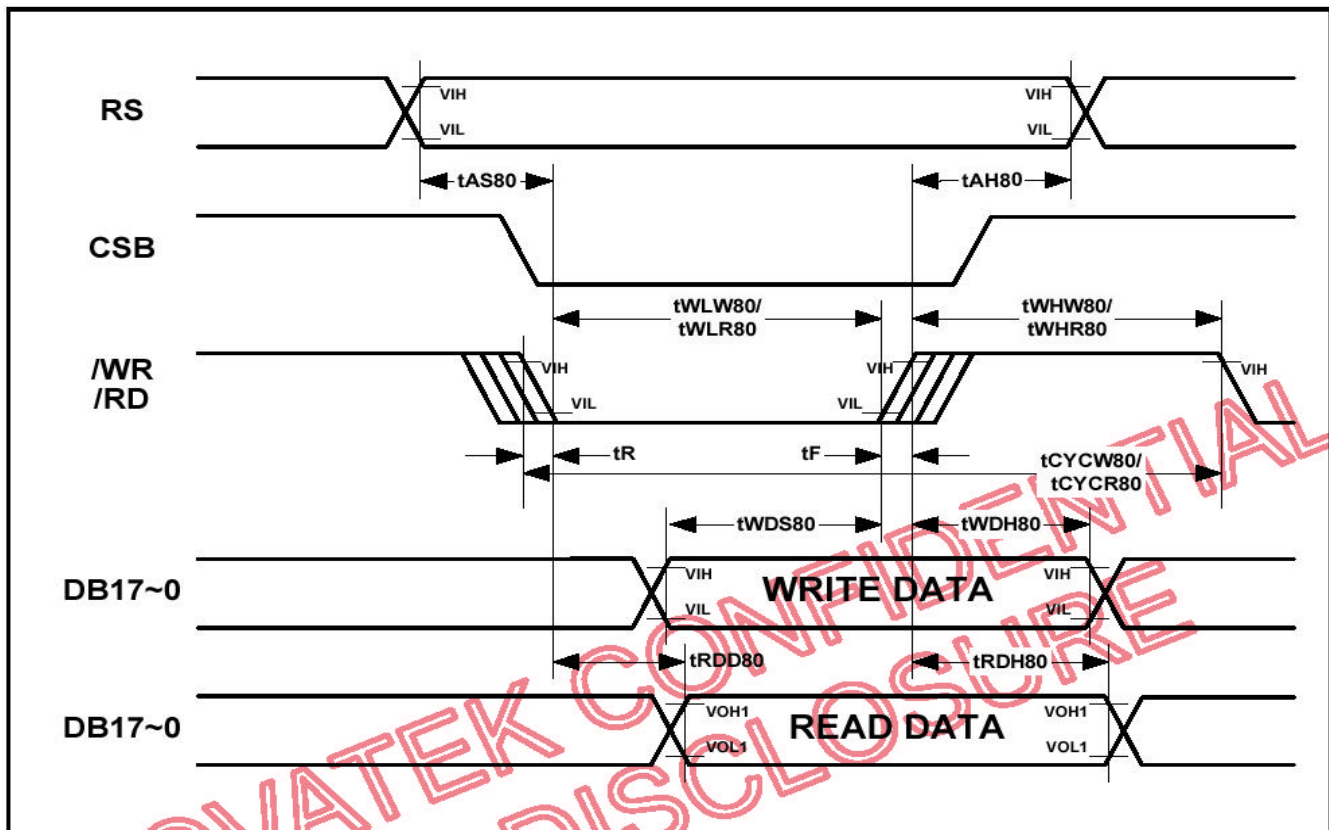 RS
VIH
VIH
VIL
VIL
tAS80
tAH80
CSB
tWLW80/
tWLR80
tWHW80/
tWHR80
/WR
/RD
VIH
VIL
VIH
VIL
VIH
tR
tF
tCYCW80/
tCYCR80
tWDS80
tWDH80
DB17~0
VIH
VIL
WRITE DATA
VIH
VIL
tRDD80
tRDH80
DB17~0
VOH1
VOL1
READ DATA
VOH1
VOL1
OVATEK CONFIDENTIAL
DISCLOSURE